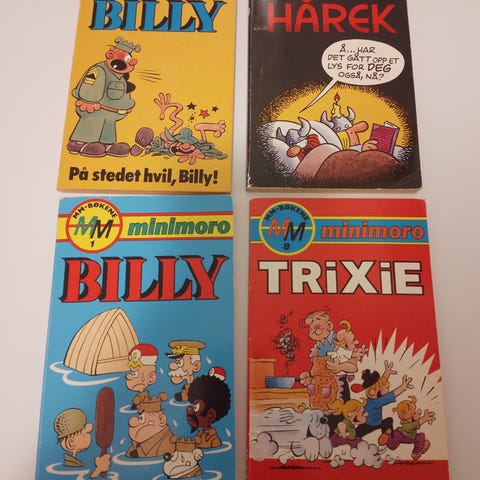 BILLY
På stedet hvil, Billy!
HÅREK
Å... HAR
DET GÅTT OPP ET
LYS FOR DEG
OGSÅ, NÅ?
MM-BØKENE
MM
1
minimoro
BILLY
MM-BØKENE
MM
8
minimoro
TRiXiE